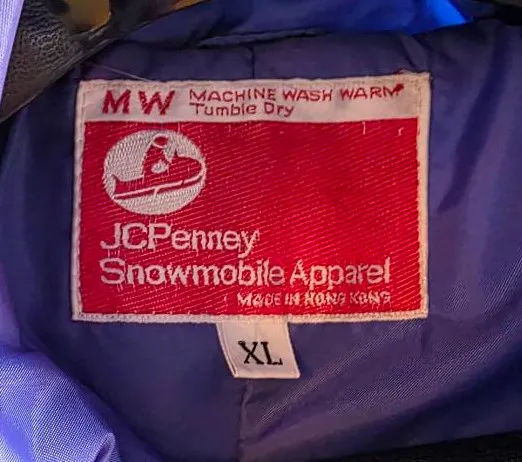 MW MACHINE WASH WARM
Tumble Dry
JCPenney
Snowmobile Apparel
MADE IN HONG KONG
XL